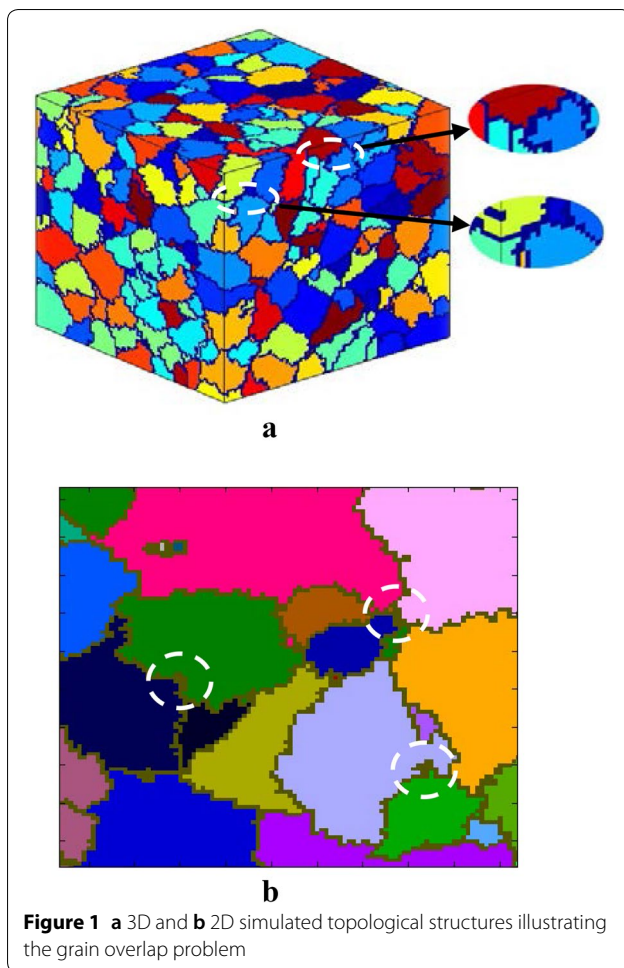 a
b
Figure 1 a 3D and b 2D simulated topological structures illustrating
the grain overlap problem